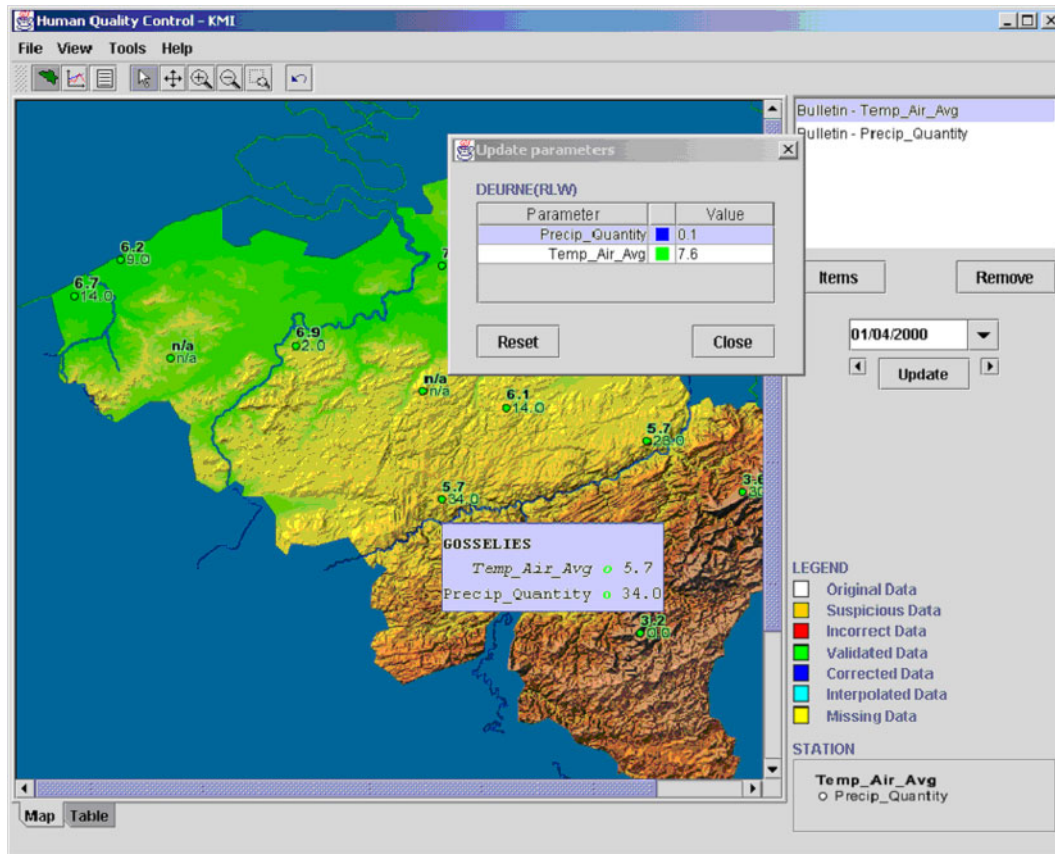 Human Quality Control - KMI
File View Tools Help
Bulletin - Temp_Air_Avg
Bulletin - Precip_Quantity
Update parameters
DEURNE(RLW)
Parameter Value
Precip_Quantity 0.1
Temp_Air_Avg 7.6
Reset Close
Items Remove
01/04/2000
Update
6.2
9.0
7
6.7
14.0
6.9
2.0
n/a
n/a
n/a
n/a
6.1
14.0
5.7
28.0
3.6
30
5.7
34.0
GOSSELIES
Temp_Air_Avg o 5.7
Precip_Quantity o 34.0
3.2
0.0
LEGEND
Original Data
Suspicious Data
Incorrect Data
Validated Data
Corrected Data
Interpolated Data
Missing Data
STATION
Temp_Air_Avg
Precip_Quantity
Map Table